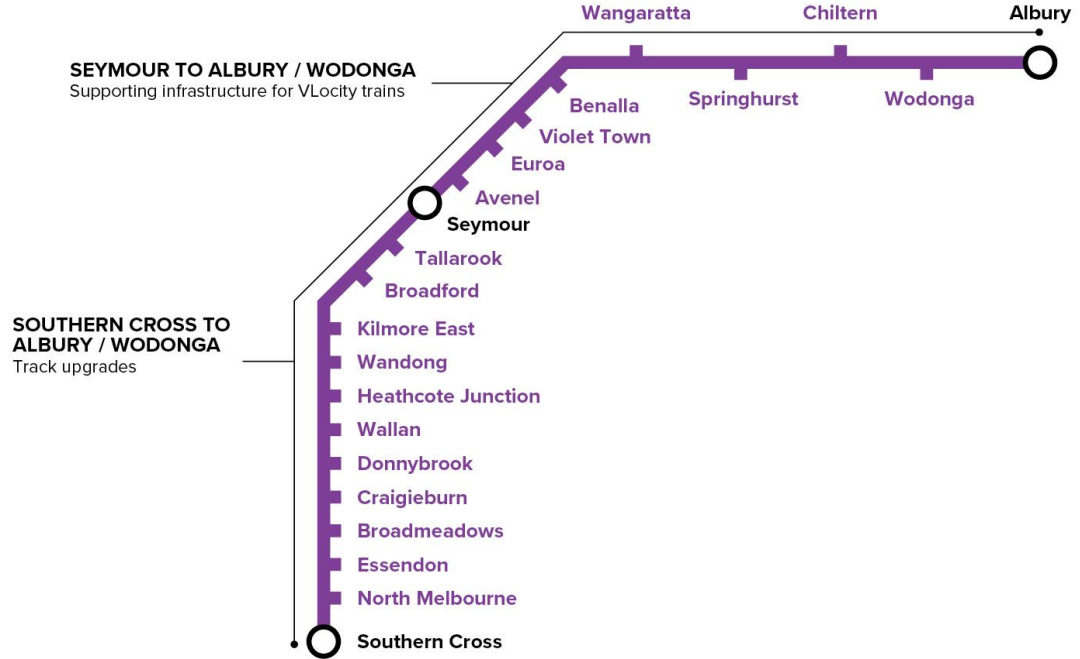 Wangaratta
Chiltern
Albury
SEYMOUR TO ALBURY / WODONGA
Supporting infrastructure for VLocity trains
Springhurst
Wodonga
Benalla
Violet Town
Euroa
Avenel
Seymour
Tallarook
Broadford
SOUTHERN CROSS TO
ALBURY / WODONGA
Track upgrades
Kilmore East
Wandong
Heathcote Junction
Wallan
Donnybrook
Craigieburn
Broadmeadows
Essendon
North Melbourne
Southern Cross